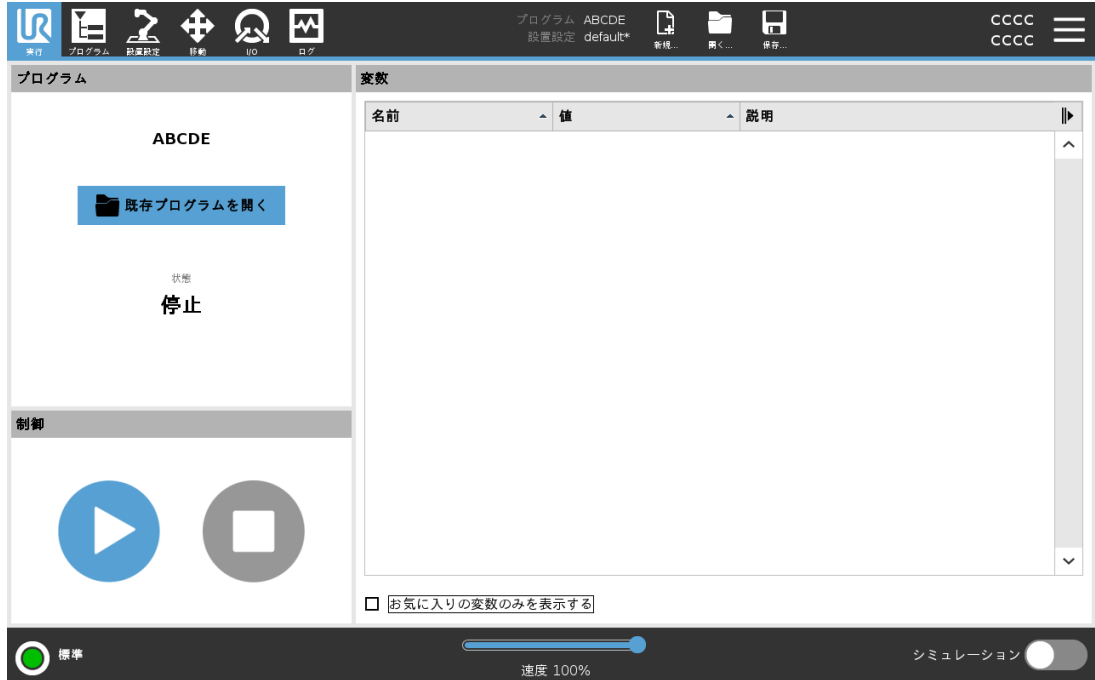 UR
実行
プログラム
設置設定
移動
I/O
ログ
プログラム ABCDE
設置設定 default*
新規...
開く...
保存...
CCCC
CCCC
プログラム
ABCDE
既存プログラムを開く
状態
停止
制御
変数
名前
値
説明
お気に入りの変数のみを表示する
標準
速度 100%
シミュレーション